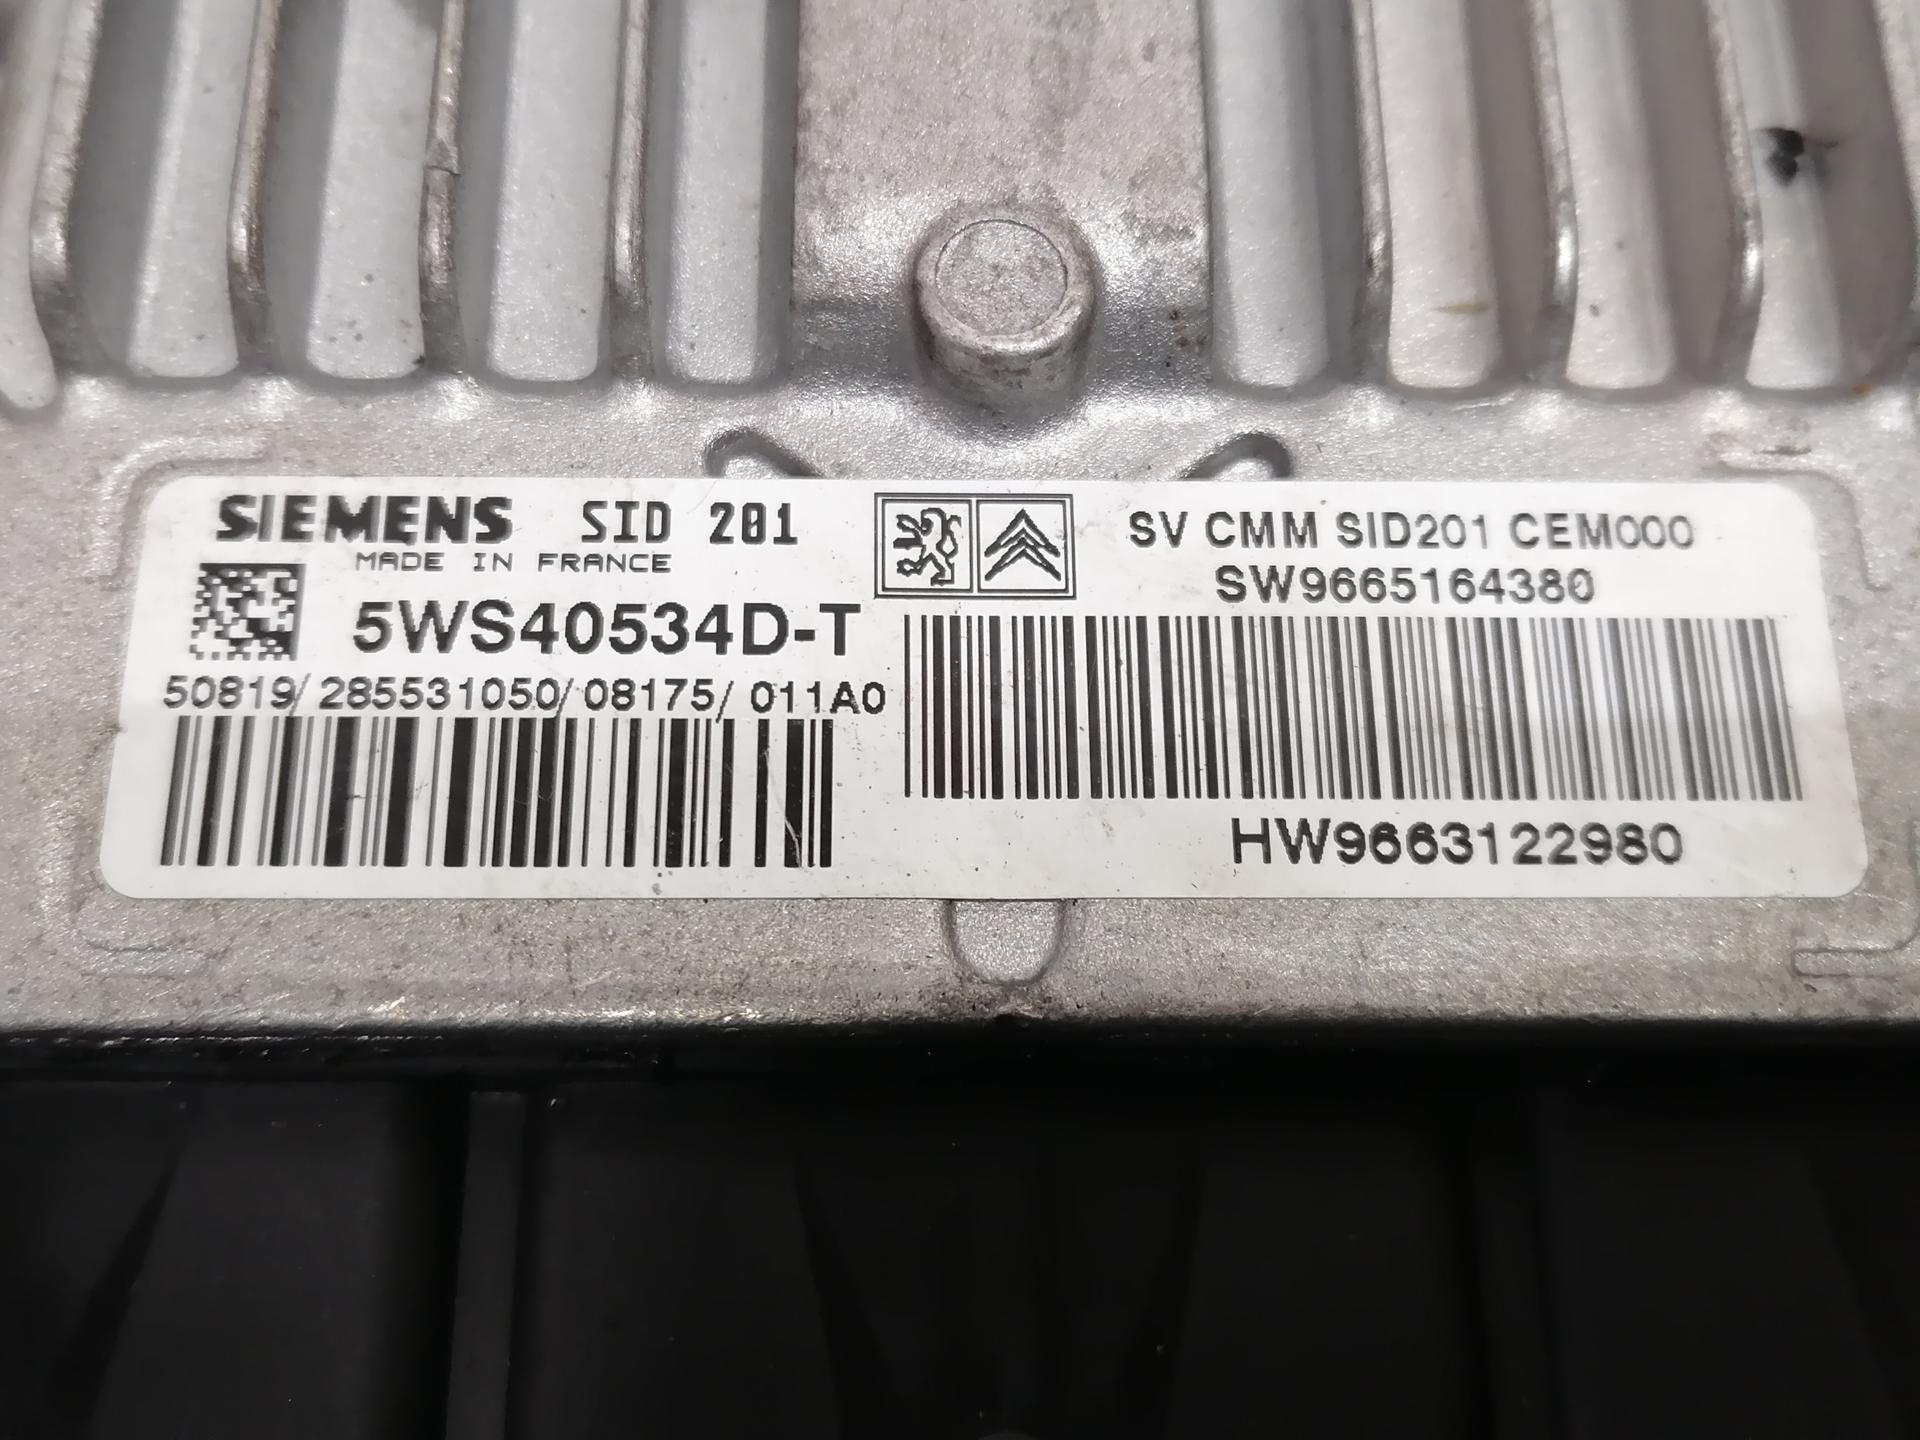 SIEMENS SID 201
MADE IN FRANCE
5WS40534D-T
50819/285531050/08175/011A0
SV CMM SID201 CEM000
SW9665164380
HW9663122980